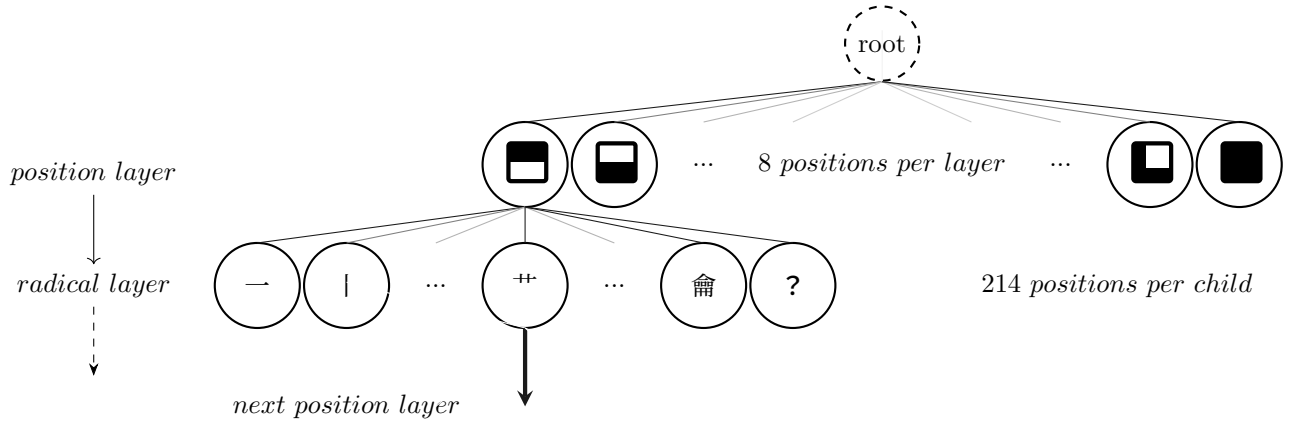 root
... 8 positions per layer ...
position layer
radical layer
一 丨 ... 艹 ... 龠 ?
214 positions per child
next position layer